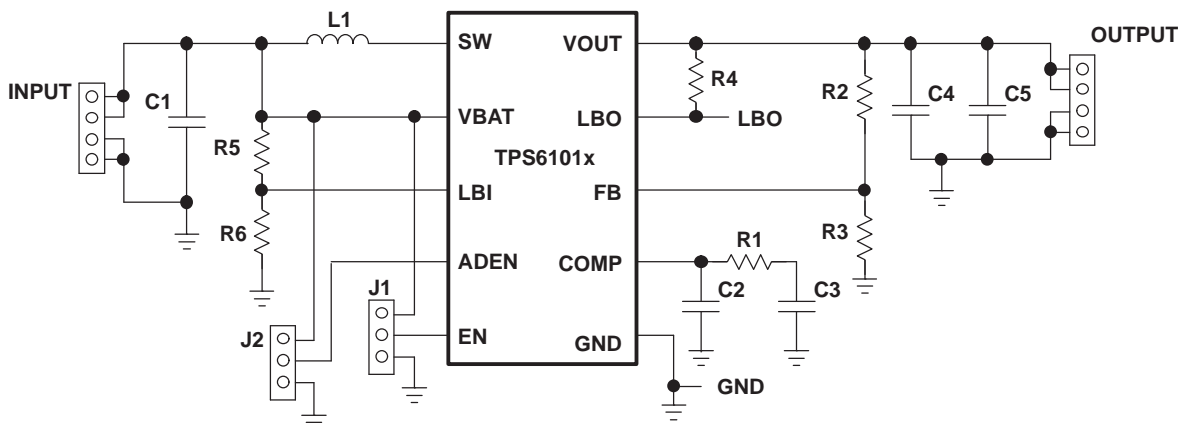 L1
SW
VOUT
OUTPUT
INPUT
C1
R4
R2
C4
C5
VBAT
LBO
LBO
R5
TPS6101x
LBI
FB
R6
R3
R1
ADEN
COMP
J1
C2
C3
J2
EN
GND
GND